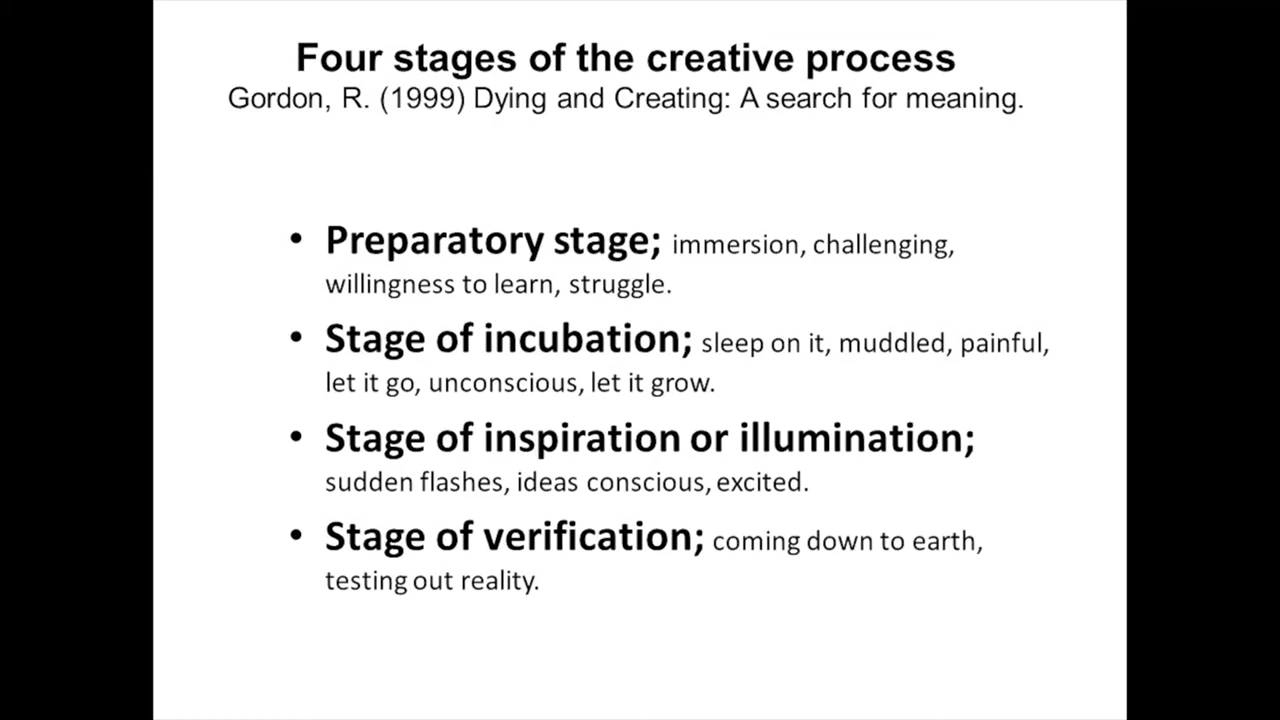 Four stages of the creative process
Gordon, R. (1999) Dying and Creating: A search for meaning.
• Preparatory stage; immersion, challenging,
willingness to learn, struggle.
• Stage of incubation; sleep on it, muddled, painful,
let it go, unconscious, let it grow.
• Stage of inspiration or illumination;
sudden flashes, ideas conscious, excited.
• Stage of verification; coming down to earth,
testing out reality.